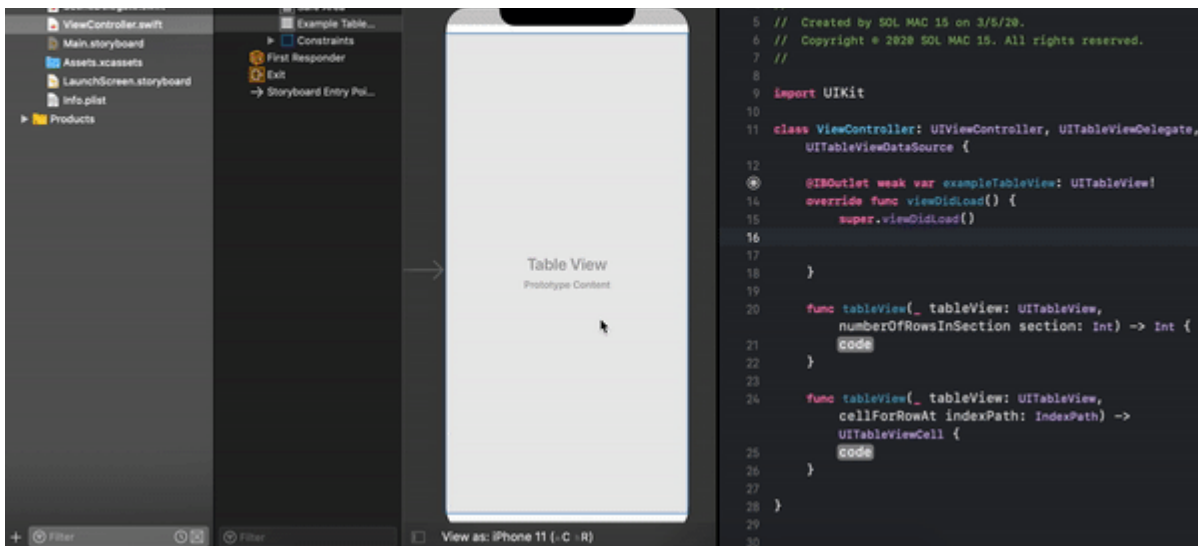 ViewController.swift
Main.storyboard
Assets.xcassets
LaunchScreen.storyboard
Info.plist
Products
Filter
Example Table...
Constraints
First Responder
Exit
Storyboard Entry Poi...
Filter
Table View
Prototype Content
View as: iPhone 11 (wC hR)
5 // Created by SOL MAC 15 on 3/5/20.
6 // Copyright © 2020 SOL MAC 15. All rights reserved.
7 //
8
9 import UIKit
10
11 class ViewController: UIViewController, UITableViewDelegate,
UITableViewDataSource {
12
@IBOutlet weak var exampleTableView: UITableView!
14 override func viewDidLoad() {
15 super.viewDidLoad()
16
17
18 }
19
20 func tableView(_ tableView: UITableView,
numberOfRowsInSection section: Int) -> Int {
21 code
22 }
23
24 func tableView(_ tableView: UITableView,
cellForRowAt indexPath: IndexPath) ->
UITableViewCell {
25 code
26 }
27
28 }
29
30